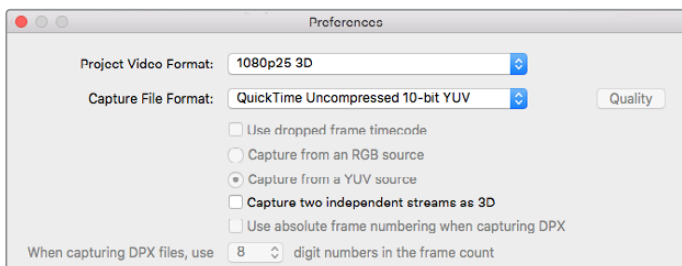 Preferences
Project Video Format: 1080p25 3D
Capture File Format: QuickTime Uncompressed 10-bit YUV Quality
Use dropped frame timecode
Capture from an RGB source
Capture from a YUV source
Capture two independent streams as 3D
Use absolute frame numbering when capturing DPX
When capturing DPX files, use 8 digit numbers in the frame count